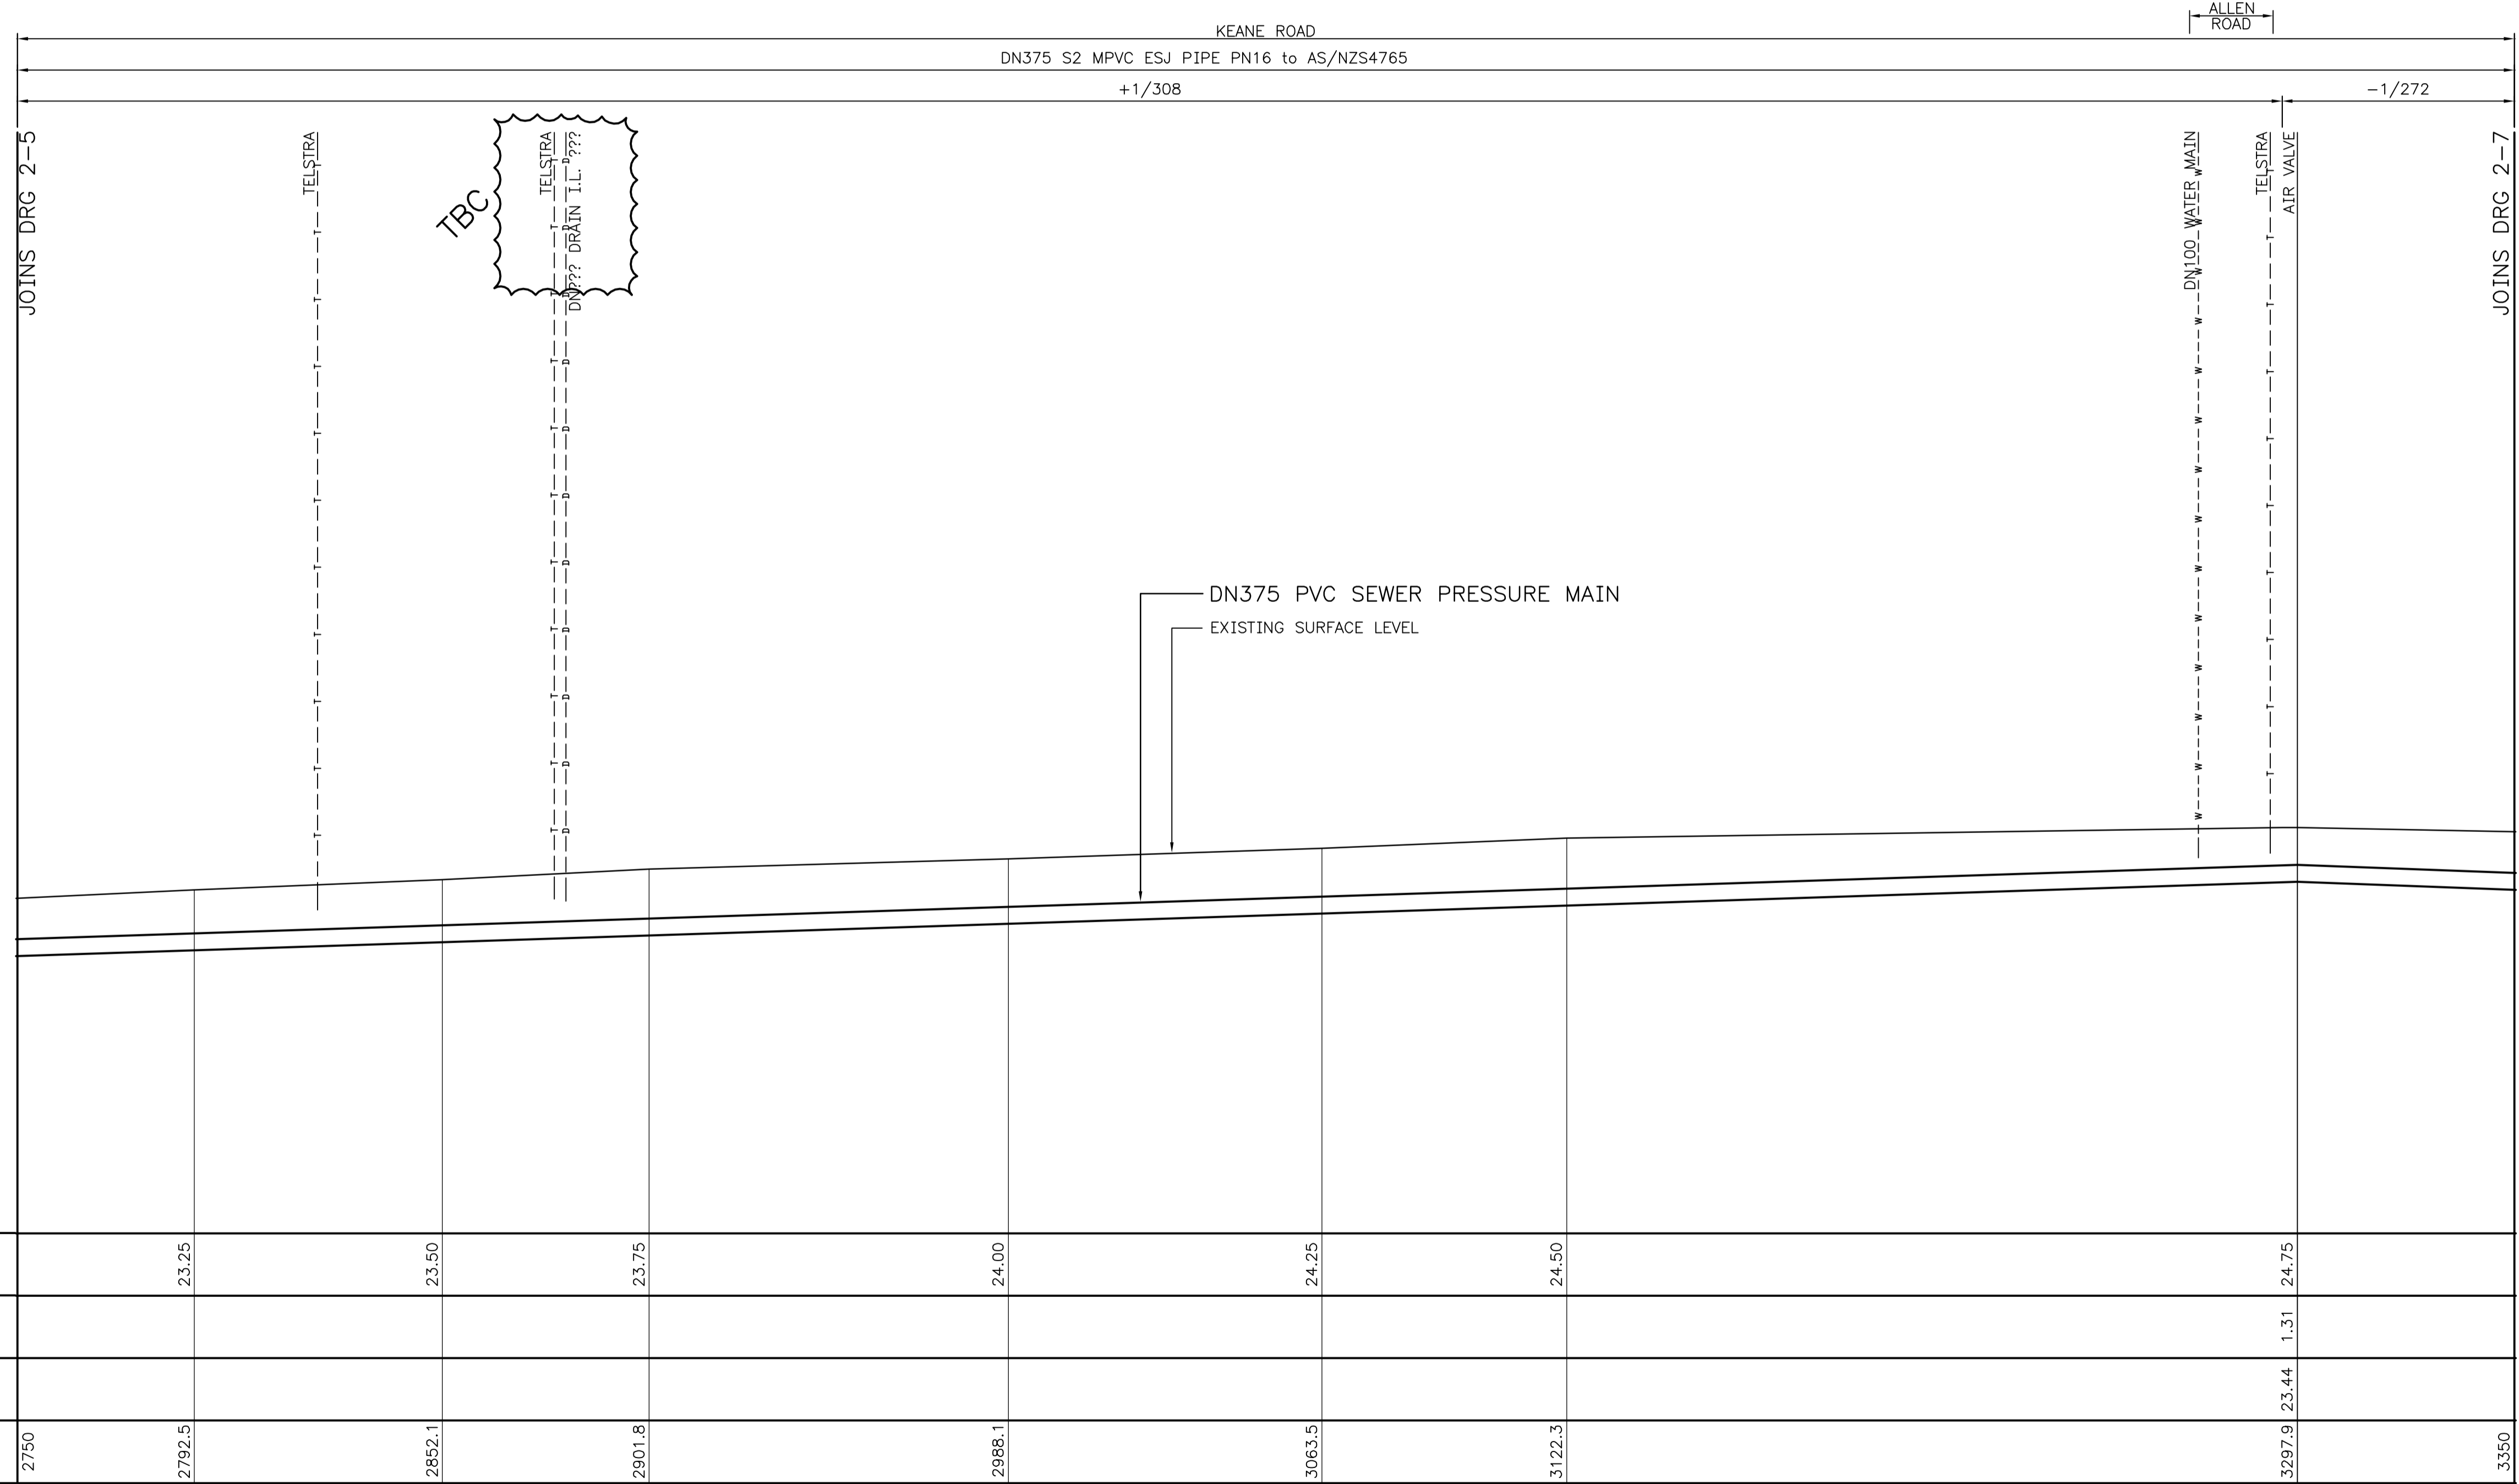 ALLEN
ROAD
KEANE ROAD
DN375 S2 MPVC ESJ PIPE PN16 to AS/NZS4765
+1/308
-1/272
JOINS DRG 2-5
TELSTRA
TBC
TELSTRA
DN??? DRAIN I.L. ???
DN100 WATER MAIN
TELSTRA
AIR VALVE
JOINS DRG 2-7
DN375 PVC SEWER PRESSURE MAIN
EXISTING SURFACE LEVEL
23.25
23.50
23.75
24.00
24.25
24.50
24.75
1.31
23.44
2750
2792.5
2852.1
2901.8
2988.1
3063.5
3122.3
3297.9
3350